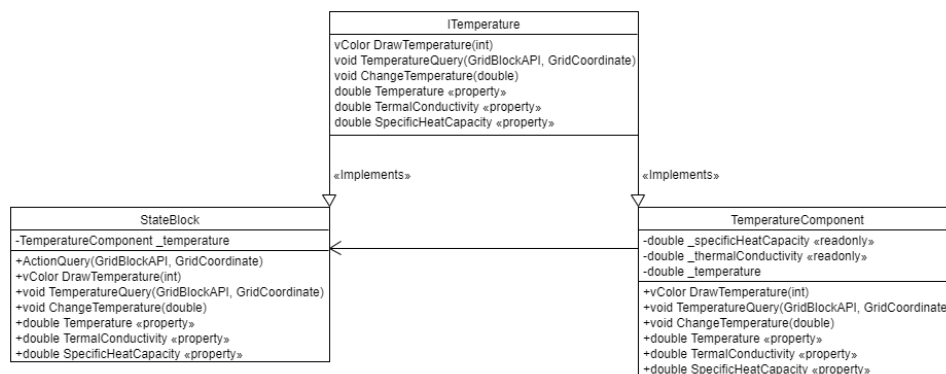 ITemperature
vColor DrawTemperature(int)
void TemperatureQuery(GridBlockAPI, GridCoordinate)
void ChangeTemperature(double)
double Temperature «property»
double TermalConductivity «property»
double SpecificHeatCapacity «property»
«Implements»
«Implements»
StateBlock
-TemperatureComponent _temperature
+ActionQuery(GridBlockAPI, GridCoordinate)
+vColor DrawTemperature(int)
+void TemperatureQuery(GridBlockAPI, GridCoordinate)
+void ChangeTemperature(double)
+double Temperature «property»
+double TermalConductivity «property»
+double SpecificHeatCapacity «property»
TemperatureComponent
-double _specificHeatCapacity «readonly»
-double _thermalConductivity «readonly»
-double _temperature
+vColor DrawTemperature(int)
+void TemperatureQuery(GridBlockAPI, GridCoordinate
+void ChangeTemperature(double)
+double Temperature «property»
+double TermalConductivity «property»
+double SpecificHeatCapacity «property»